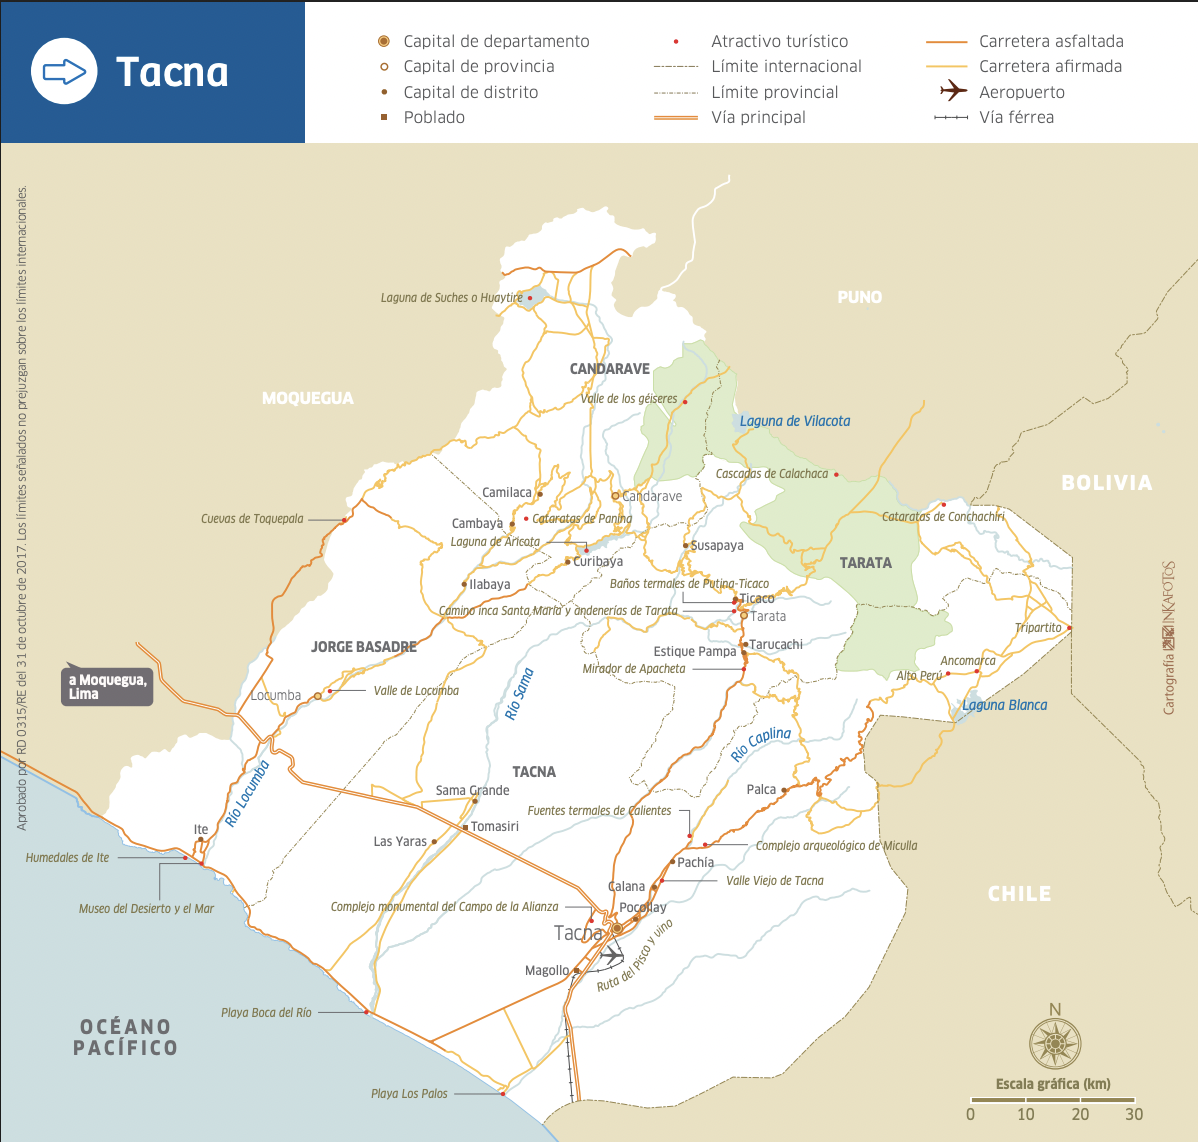 Tacna
Capital de departamento
Capital de provincia
Capital de distrito
Poblado
Atractivo turístico
Límite internacional
Límite provincial
Vía principal
Carretera asfaltada
Carretera afirmada
Aeropuerto
Vía férrea
Aprobado por RD 0315/RE del 31 de octubre de 2017. Los límites señalados no prejuzgan sobre los límites internacionales.
Laguna de Suches o Huaytire
PUNO
CANDARAVE
MOQUEGUA
Valle de los géiseres
Laguna de Vilacota
Cascadas de Calachaca
BOLIVIA
Camilaca
Candarave
Cuevas de Toquepala
Cambaya
Cataratas de Panina
Cataratas de Conchachiri
Laguna de Aricota
Susapaya
Curibaya
TARATA
Ilabaya
Baños termales de Putina-Ticaco
Ticaco
Camino inca Santa María y andenerías de Tarata
Tarata
Tripartito
JORGE BASADRE
Tarucachi
Estique Pampa
Mirador de Apacheta
Ancomarca
Alto Perú
a Moquegua,
Lima
Locumba
Valle de Locumba
Río Sama
Laguna Blanca
Río Caplina
Río Locumba
TACNA
Sama Grande
Palca
Fuentes termales de Calientes
Tomasiri
Ite
Las Yaras
Complejo arqueológico de Miculla
Humedales de Ite
Pachía
Valle Viejo de Tacna
Calana
Museo del Desierto y el Mar
Complejo monumental del Campo de la Alianza
Pocollay
CHILE
Tacna
Ruta del Pisco y vino
Magollo
Playa Boca del Río
OCÉANO
PACÍFICO
Playa Los Palos
N
Escala gráfica (km)
0 10 20 30
Cartografía INKAFOTOS